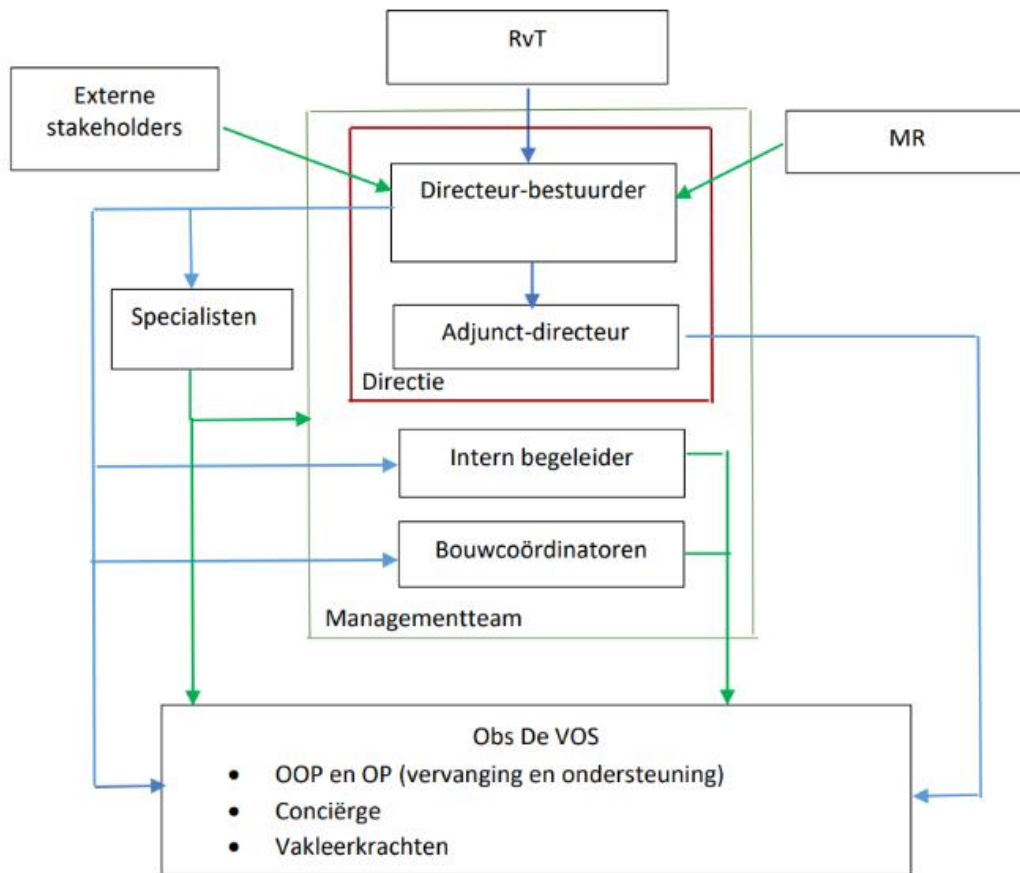 RvT
Externe
stakeholders
MR
Directeur-bestuurder
Specialisten
Adjunct-directeur
Directie
Intern begeleider
Bouwcoördinatoren
Managementteam
Obs De VOS
• OOP en OP (vervanging en ondersteuning)
• Conciërge
• Vakleerkrachten